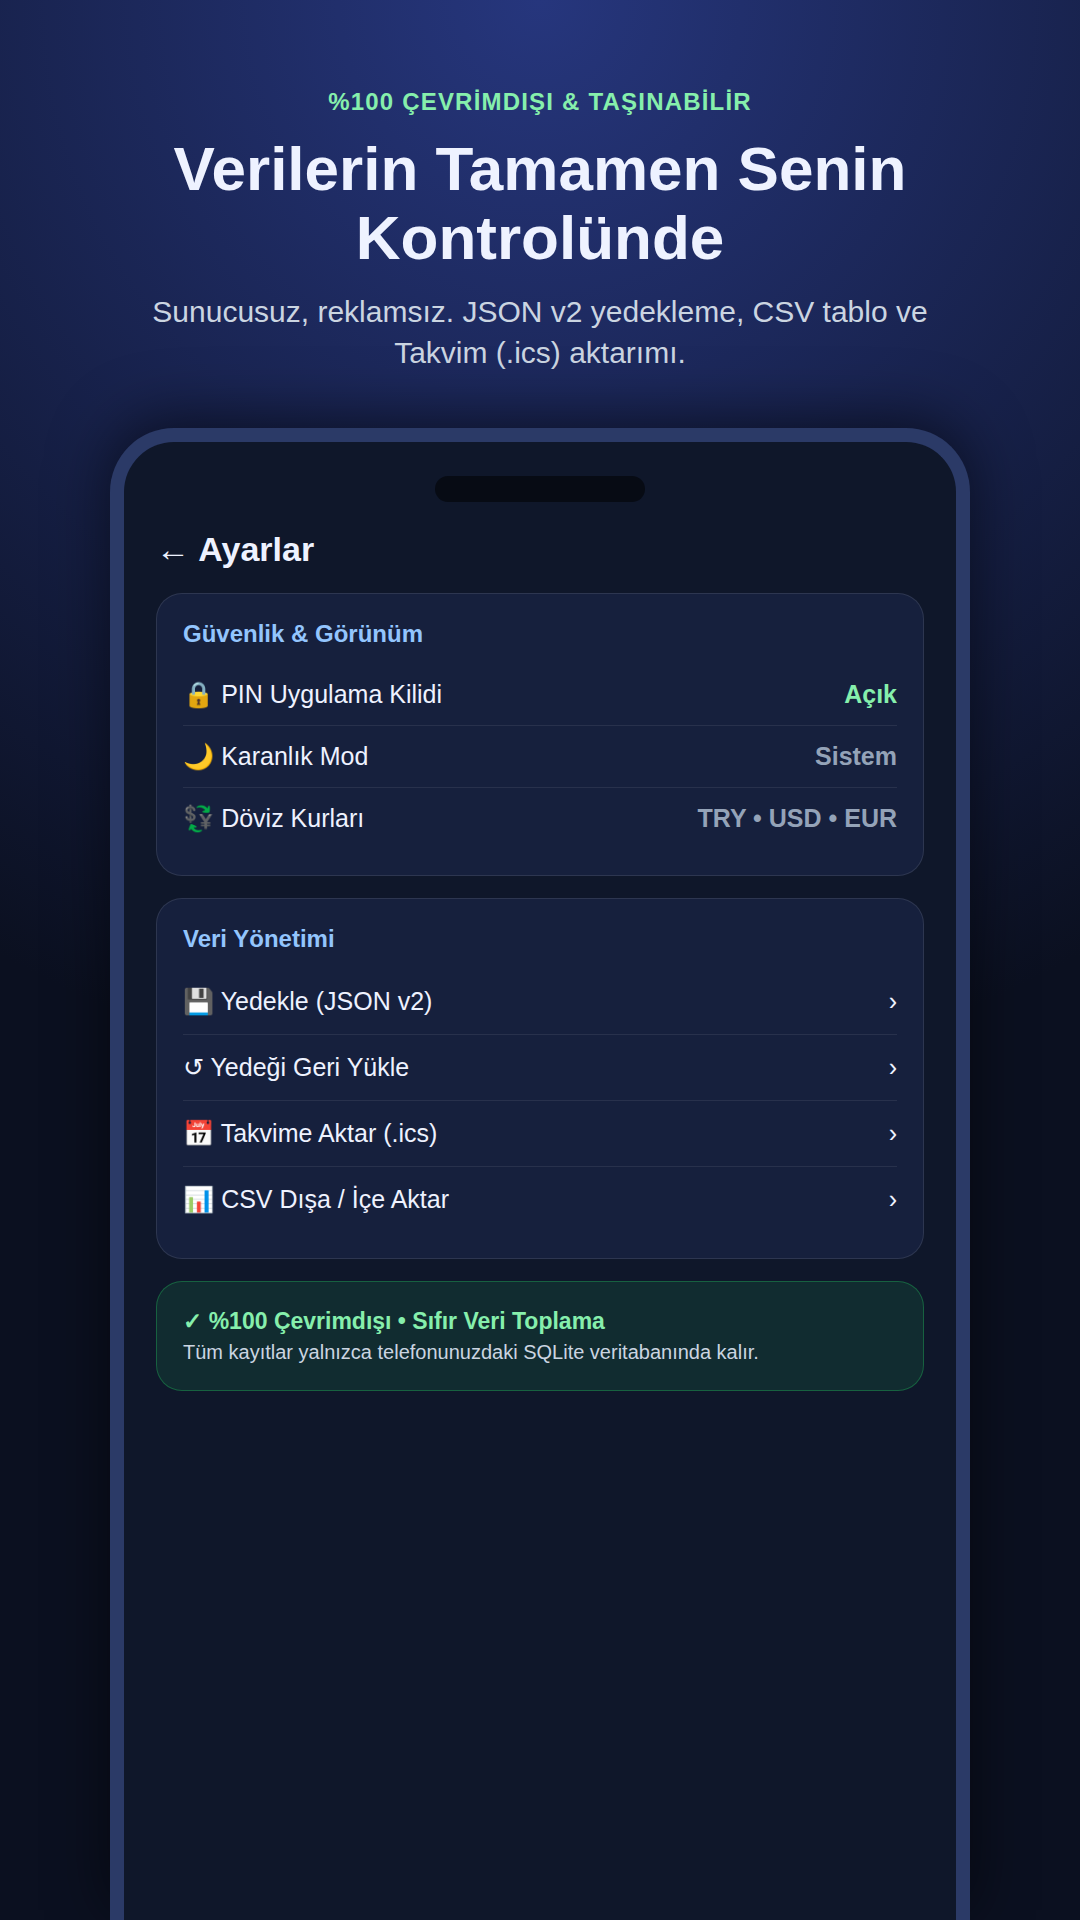 %100 ÇEVRİMDIŞI & TAŞINABİLİR
Verilerin Tamamen Senin
Kontrolünde
Sunucusuz, reklamsız. JSON v2 yedekleme, CSV tablo ve
Takvim (.ics) aktarımı.
← Ayarlar
Güvenlik & Görünüm
🔒 PIN Uygulama Kilidi Açık
🌙 Karanlık Mod Sistem
💱 Döviz Kurları TRY • USD • EUR
Veri Yönetimi
💾 Yedekle (JSON v2) ›
↺ Yedeği Geri Yükle ›
📅 Takvime Aktar (.ics) ›
📊 CSV Dışa / İçe Aktar ›
✓ %100 Çevrimdışı • Sıfır Veri Toplama
Tüm kayıtlar yalnızca telefonunuzdaki SQLite veritabanında kalır.